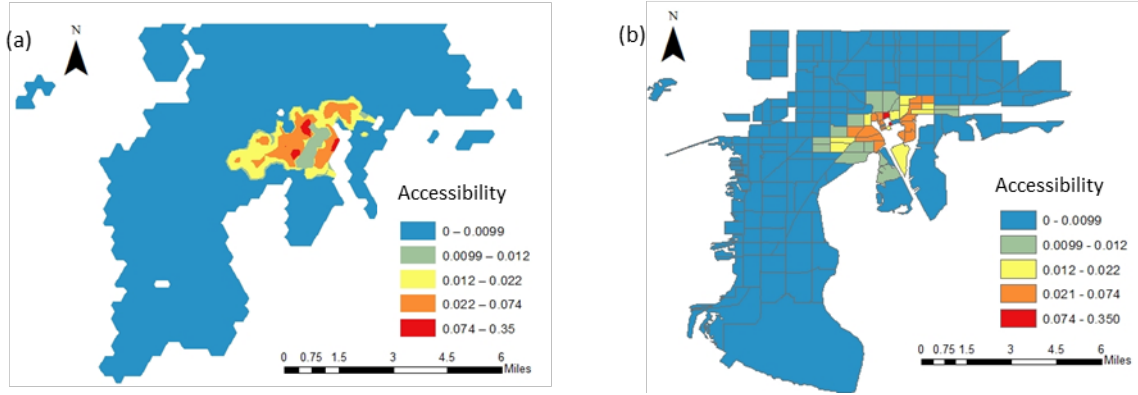 (a)
N
Accessibility
0 – 0.0099
0.0099 – 0.012
0.012 – 0.022
0.022 – 0.074
0.074 – 0.35
0 0.75 1.5 3 4.5 6
Miles
(b)
N
Accessibility
0 - 0.0099
0.0099 - 0.012
0.012 - 0.022
0.021 - 0.074
0.074 - 0.350
0 0.75 1.5 3 4.5 6
Miles